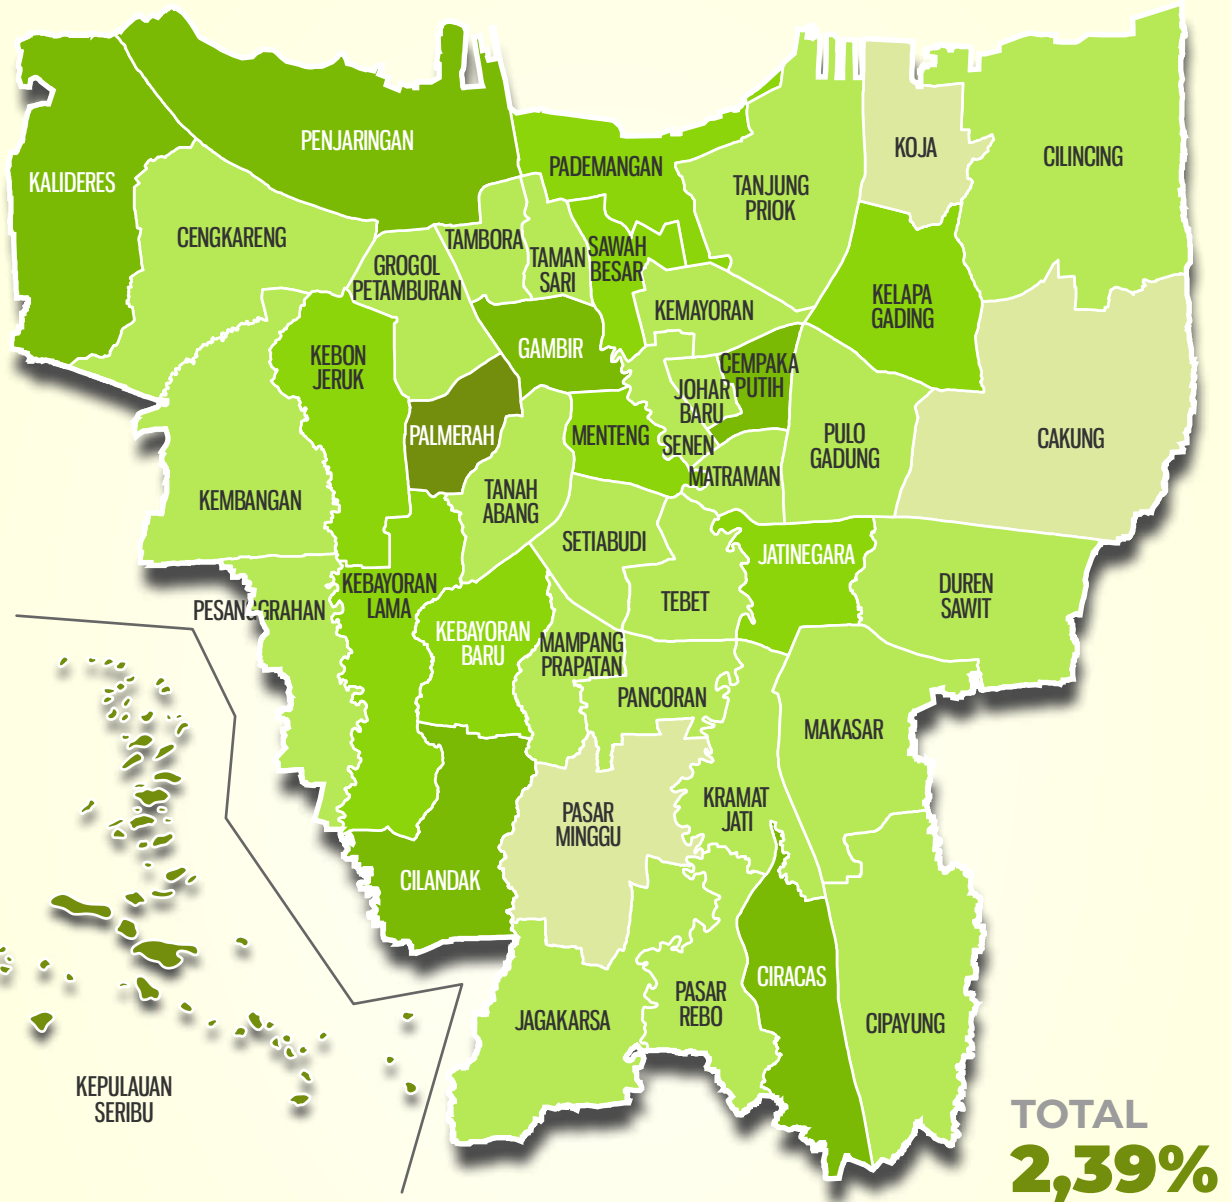 PENJARINGAN
KALIDERES
PADEMANGAN
KOJA
CILINCING
TANJUNG
PRIOK
CENGKARENG
TAMBORA
TAMAN
SARI
SAWAH
BESAR
GROGOL
PETAMBURAN
KEMAYORAN
KELAPA
GADING
KEBON
JERUK
GAMBIR
CEMPAKA
PUTIH
JOHAR
BARU
PALMERAH
MENTENG
SENEN
PULO
GADUNG
CAKUNG
MATRAMAN
KEMBANGAN
TANAH
ABANG
SETIABUDI
JATINEGARA
DUREN
SAWIT
PESANGGRAHAN
KEBAYORAN
LAMA
TEBET
KEBAYORAN
BARU
MAMPANG
PRAPATAN
PANCORAN
MAKASAR
PASAR
MINGGU
KRAMAT
JATI
CILANDAK
CIRACAS
JAGAKARSA
PASAR
REBO
CIPAYUNG
KEPULAUAN
SERIBU
TOTAL
2,39%